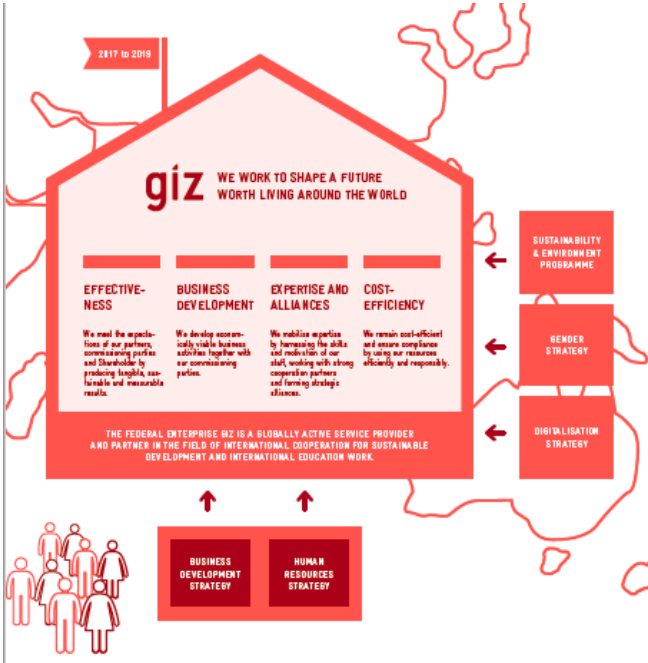 2017 to 2019
giz
WE WORK TO SHAPE A FUTURE
WORTH LIVING AROUND THE WORLD
EFFECTIVE-
NESS
We meet the expecta-
tions of our partners,
commissioning parties
and Shareholder by
producing tangible, sus-
tainable and measurable
results.
BUSINESS
DEVELOPMENT
We develop econom-
ically viable business
activities together with
our commissioning
parties.
EXPERTISE AND
ALLIANCES
We mobilise expertise
by harnessing the skills
and motivation of our
staff, working with strong
cooperation partners
and forming strategic
alliances.
COST-
EFFICIENCY
We remain cost-efficient
and ensure compliance
by using our resources
efficiently and responsibly.
THE FEDERAL ENTERPRISE GIZ IS A GLOBALLY ACTIVE SERVICE PROVIDER
AND PARTNER IN THE FIELD OF INTERNATIONAL COOPERATION FOR SUSTAINABLE
DEVELOPMENT AND INTERNATIONAL EDUCATION WORK.
SUSTAINABILITY
& ENVIRONMENT
PROGRAMME
GENDER
STRATEGY
DIGITALISATION
STRATEGY
BUSINESS
DEVELOPMENT
STRATEGY
HUMAN
RESOURCES
STRATEGY